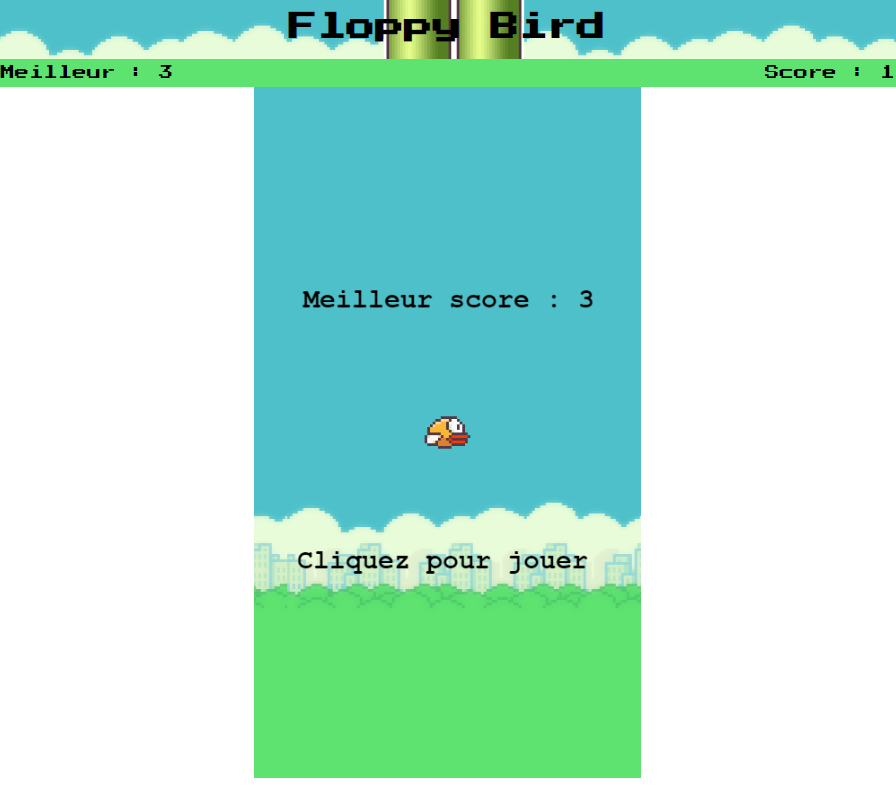 Floppy Bird
Meilleur : 3
Score : 1
Meilleur score : 3
Cliquez pour jouer